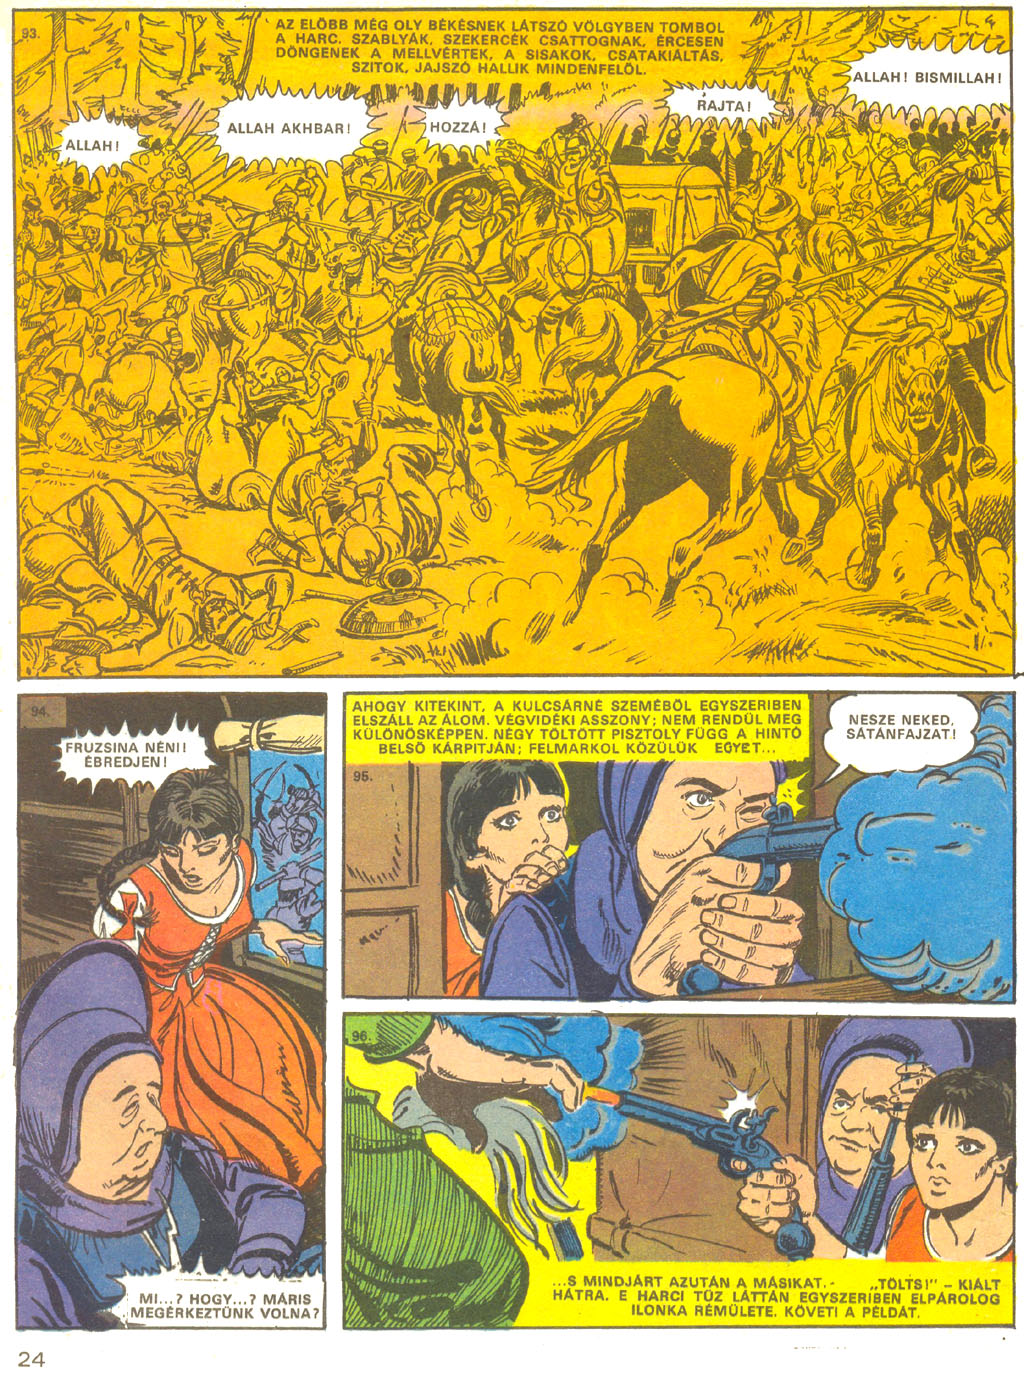 93.
AZ ELŐBB MÉG OLY BÉKÉSNEK LÁTSZÓ VÖLGYBEN TOMBOL
A HARC. SZABLYÁK, SZEKERCÉK CSATTOGNAK, ÉRCESEN
DÖNGENEK A MELLVÉRTEK, A SISAKOK, CSATAKIÁLTÁS,
SZITOK, JAJSZÓ HALLIK MINDENFELŐL.
ALLAH!
ALLAH AKHBAR!
HOZZÁ!
RAJTA!
ALLAH! BISMILLAH!
94.
FRUZSINA NÉNI!
ÉBREDJEN!
MI...? HOGY...? MÁRIS
MEGÉRKEZTÜNK VOLNA?
AHOGY KITEKINT, A KULCSÁRNÉ SZEMÉBŐL EGYSZERIBEN
ELSZÁLL AZ ÁLOM. VÉGVIDÉKI ASSZONY; NEM RENDÜL MEG
KÜLÖNÖSKÉPPEN. NÉGY TÖLTÖTT PISZTOLY FÜGG A HINTÓ
BELSŐ KÁRPITJÁN; FELMARKOL KÖZÜLÜK EGYET...
95.
NESZE NEKED,
SÁTÁNFAJZAT!
96.
...S MINDJÁRT AZUTÁN A MÁSIKAT. - „TÖLTS!" – KIÁLT
HÁTRA. E HARCI TŰZ LÁTTÁN EGYSZERIBEN ELPÁROLOG
ILONKA RÉMÜLETE. KÖVETI A PÉLDÁT.
24